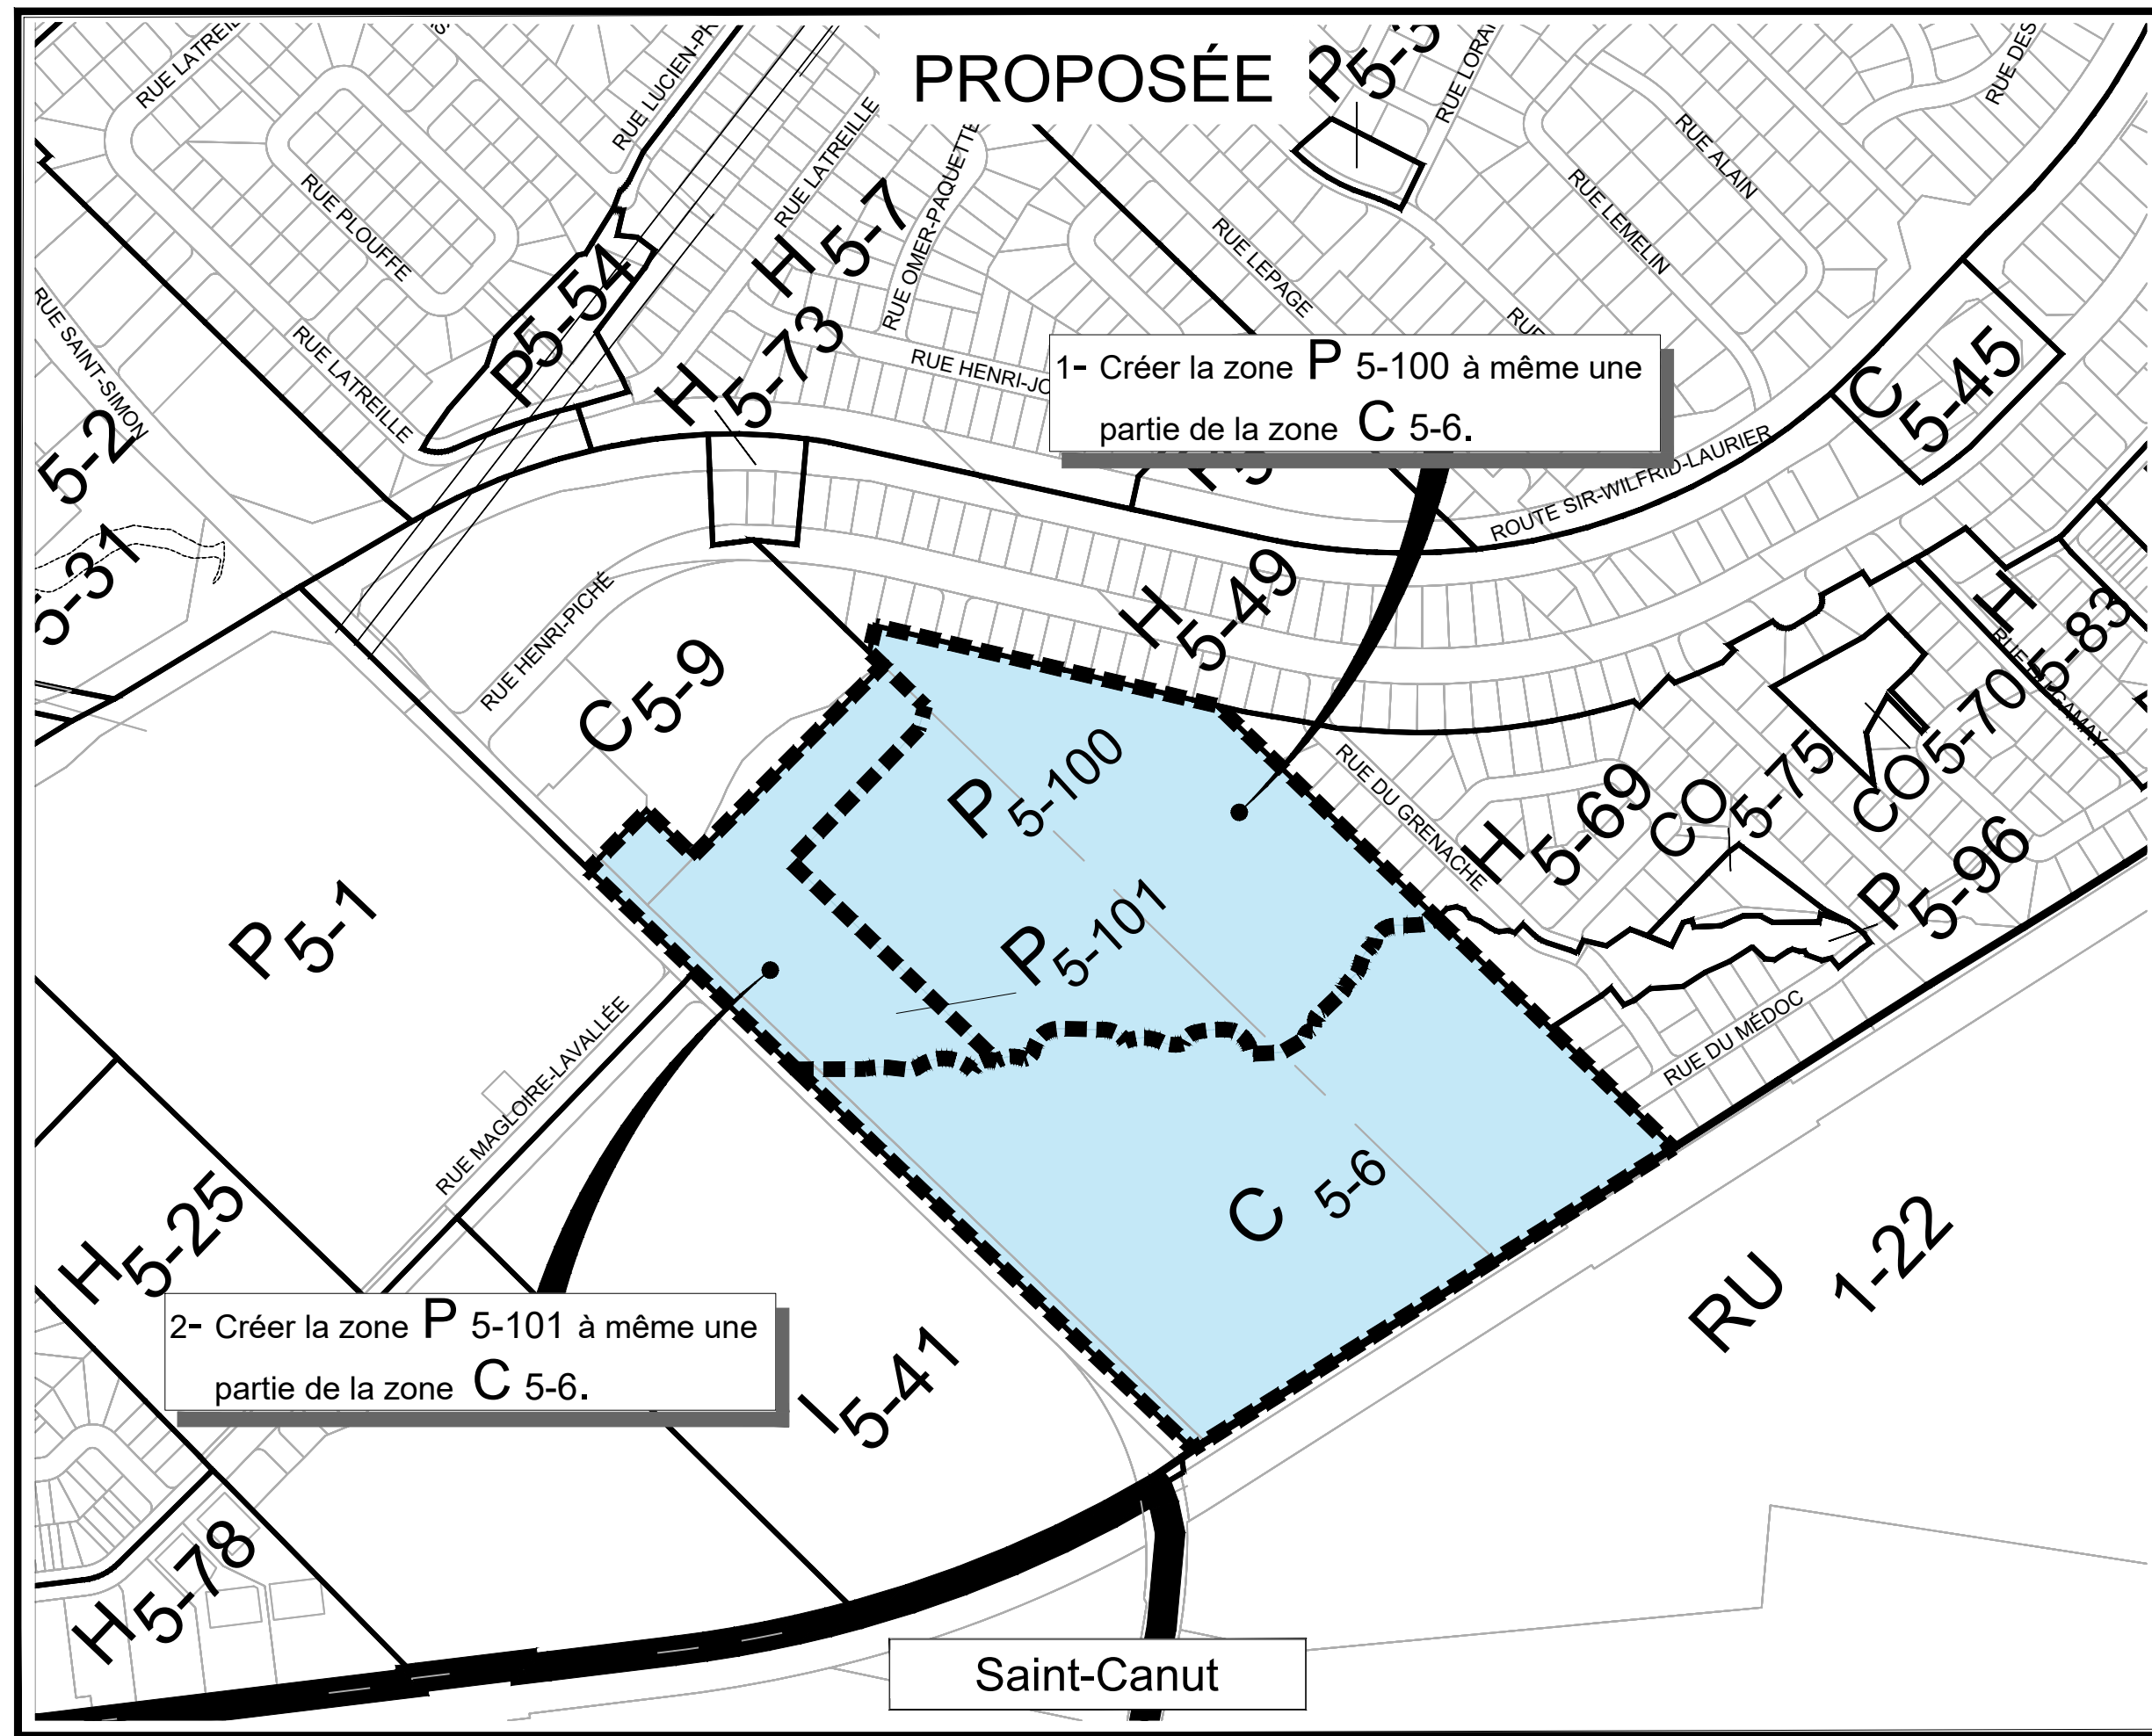 PROPOSÉE
RUE LUCIEN-PR
RUE LORAI
RUE DES
RUE LATREILLE
RUE OMER-PAQUETTE
RUE ALAIN
RUE LEMELIN
RUE PLOUFFE
H 5-7
RUE LEPAGE
P5-54
RUE SAINT-SIMON
RUE LATREILLE
H 5-73
RUE HENRI-JO
RUE
1- Créer la zone P 5-100 à même une
partie de la zone C 5-6.
C 5-45
5-2
ROUTE SIR-WILFRID-LAURIER
5-31
RUE HENRI-PICHÉ
C 5-9
H 5-49
H 5-83
P 5-100
RUE DU GRENACHE
H 5-69
CO 5-75
CO 5-70
P 5-96
P 5-1
P 5-101
RUE MAGLOIRE-LAVALLÉE
RUE DU MÉDOC
C 5-6
H 5-25
RU 1-22
2- Créer la zone P 5-101 à même une
partie de la zone C 5-6.
I 5-41
H 5-78
Saint-Canut